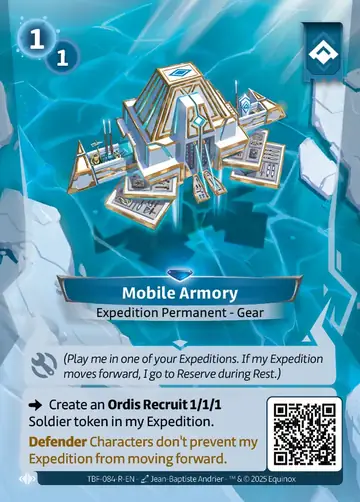 1
1
Mobile Armory
Expedition Permanent - Gear
(Play me in one of your Expeditions. If my Expedition
moves forward, I go to Reserve during Rest.)
➜ Create an Ordis Recruit 1/1/1
Soldier token in my Expedition.
Defender Characters don't prevent my
Expedition from moving forward.
TBF-084-R-EN - Jean-Baptiste Andrier - ™ & © 2025 Equinox